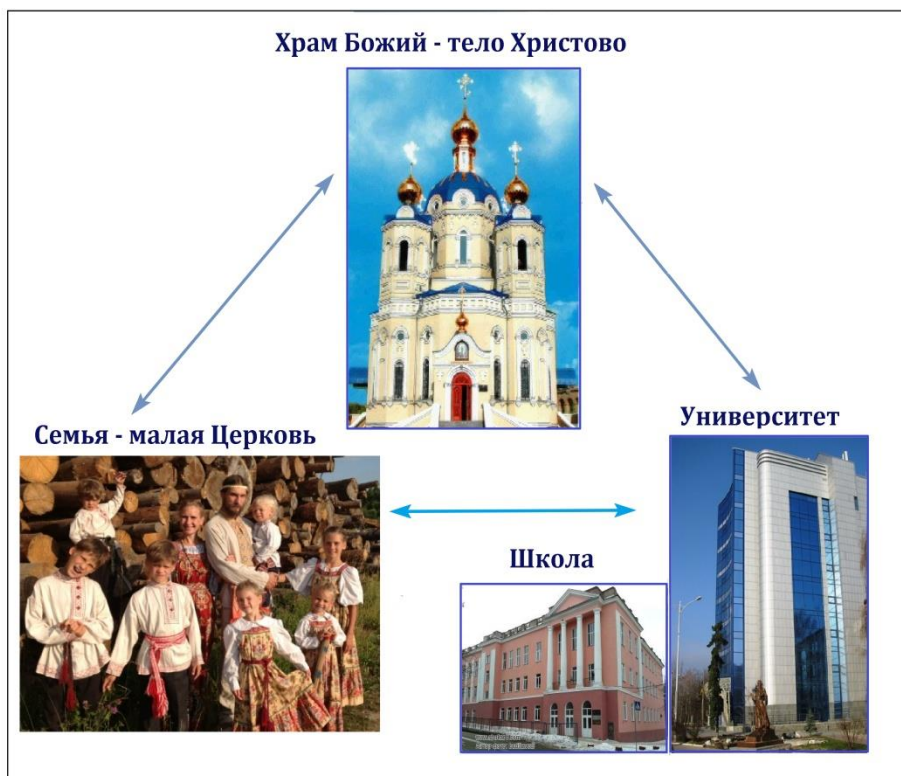 Храм Божий - тело Христово
Университет
Семья - малая Церковь
Школа